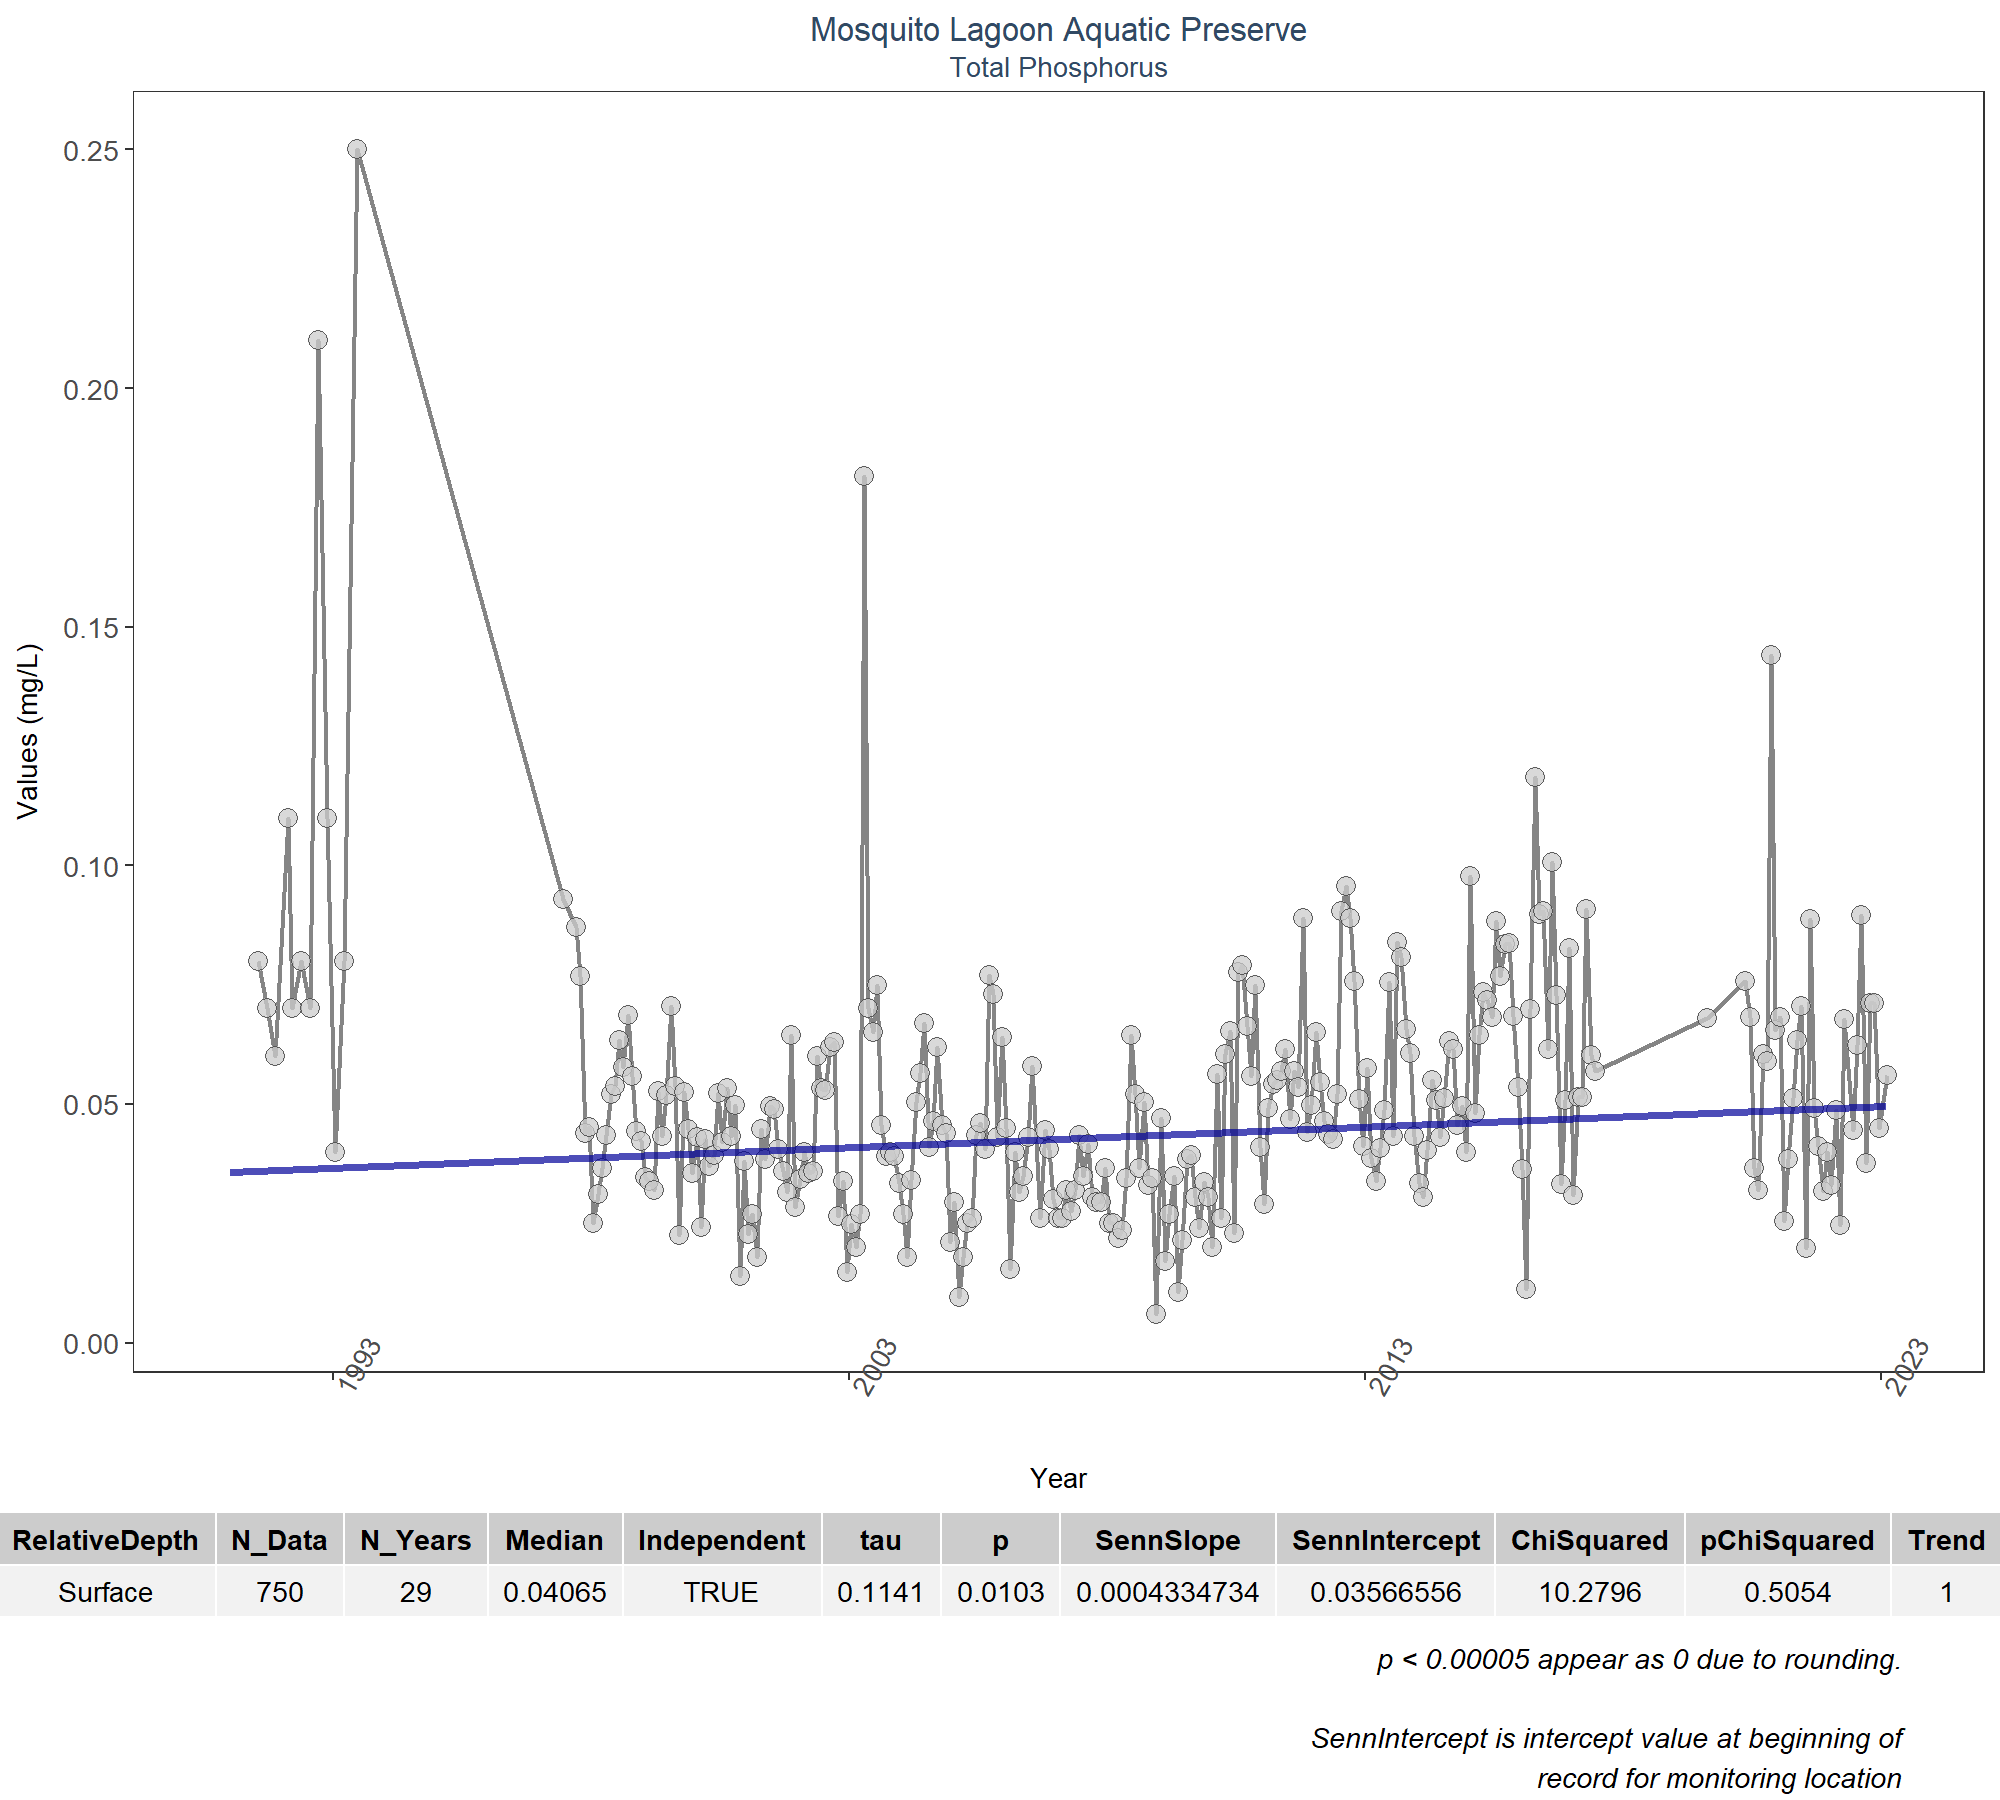 Mosquito Lagoon Aquatic Preserve
Total Phosphorus
0.25
0.20
0.15
0.10
0.05
0.00
Values (mg/L)
1993 2003 2013 2023
Year
RelativeDepth N_Data N_Years Median Independent tau p SennSlope SennIntercept ChiSquared pChiSquared Trend
Surface 750 29 0.04065 TRUE 0.1141 0.0103 0.0004334734 0.03566556 10.2796 0.5054 1
p < 0.00005 appear as 0 due to rounding.
SennIntercept is intercept value at beginning of
record for monitoring location